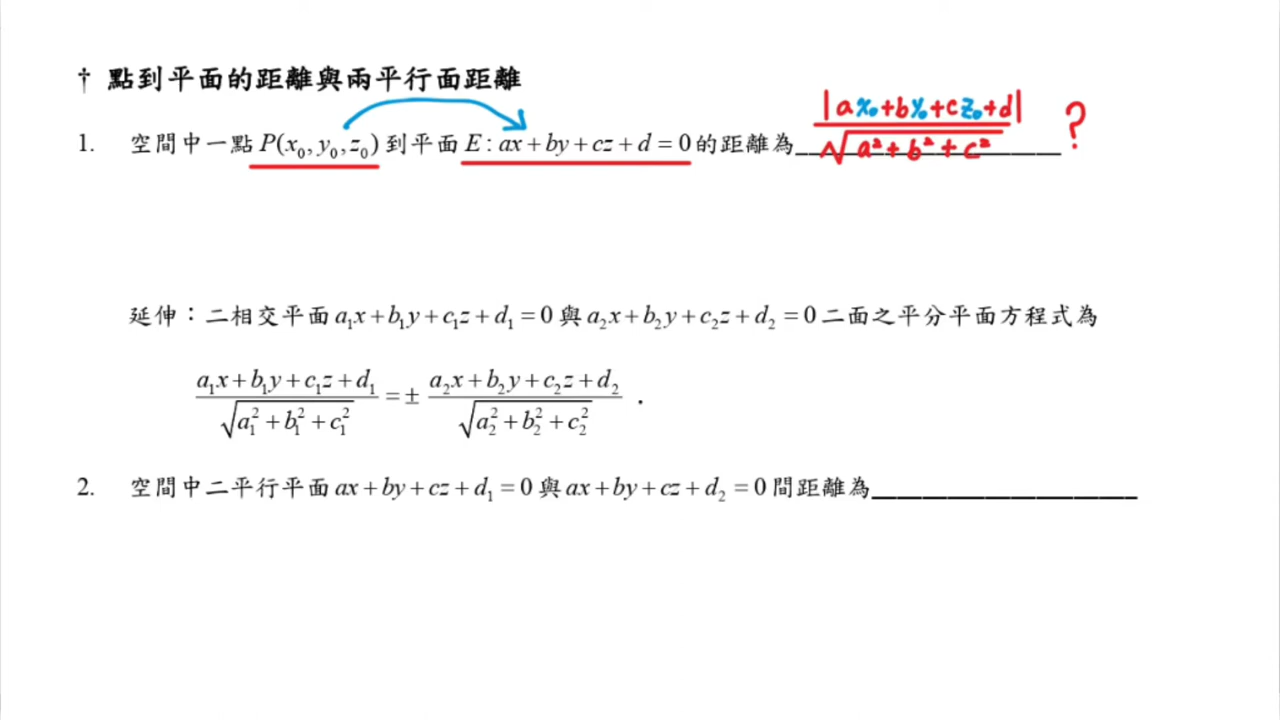 † 點到平面的距離與兩平行面距離
1. 空間中一點 P(x₀, y₀, z₀) 到平面 E : ax + by + cz + d = 0 的距離為 |ax₀+by₀+cz₀+d| / √(a²+b²+c²) ?
延伸：二相交平面 a₁x + b₁y + c₁z + d₁ = 0 與 a₂x + b₂y + c₂z + d₂ = 0 二面之平分平面方程式為
(a₁x + b₁y + c₁z + d₁) / √(a₁² + b₁² + c₁²) = ± (a₂x + b₂y + c₂z + d₂) / √(a₂² + b₂² + c₂²) .
2. 空間中二平行平面 ax + by + cz + d₁ = 0 與 ax + by + cz + d₂ = 0 間距離為